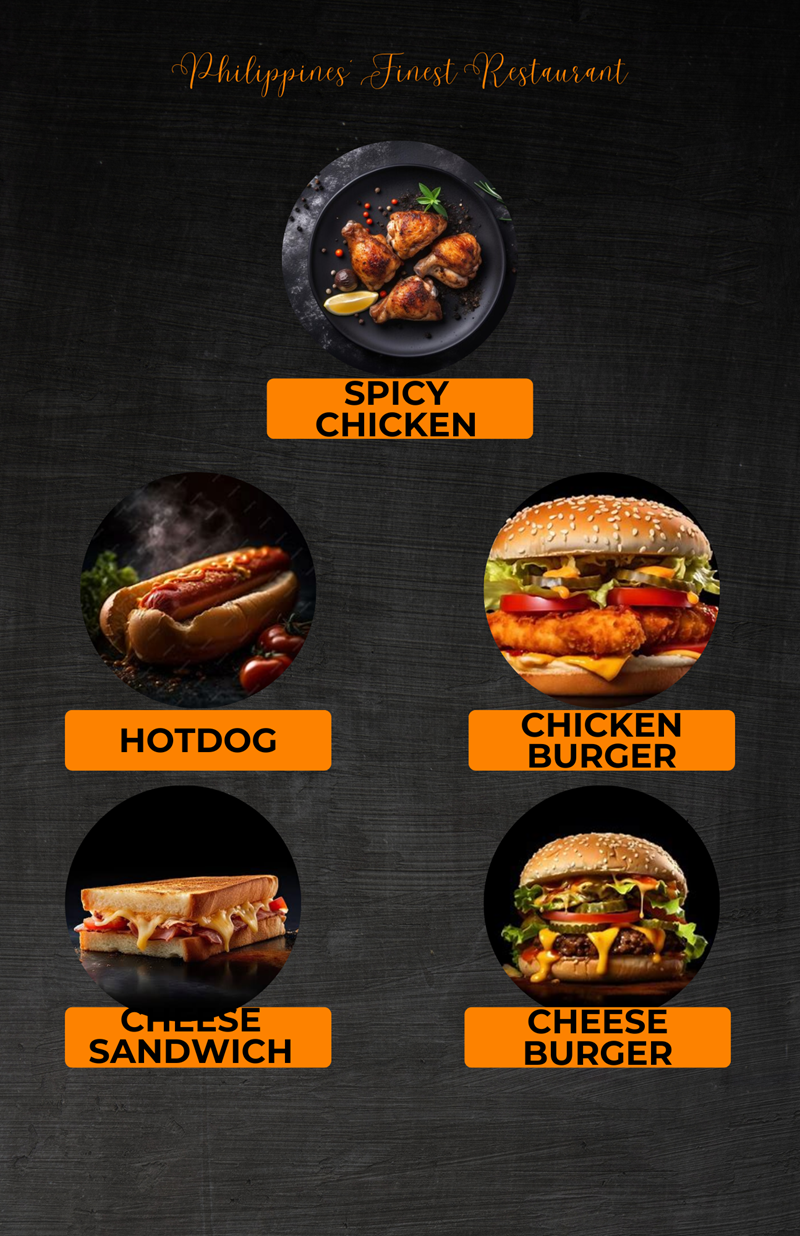 Philippines' Finest Restaurant
SPICY
CHICKEN
HOTDOG
CHICKEN
BURGER
CHEESE
SANDWICH
CHEESE
BURGER